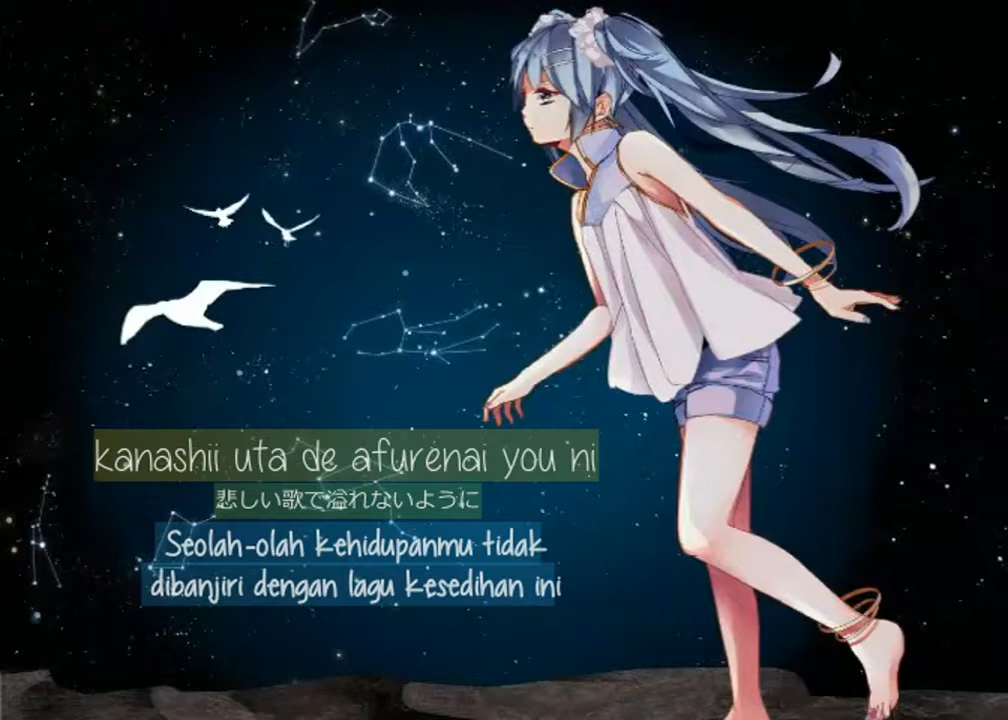 kanashii uta de afurenai you ni
悲しい歌で溢れないように
Seolah-olah kehidupanmu tidak
dibanjiri dengan lagu kesedihan ini